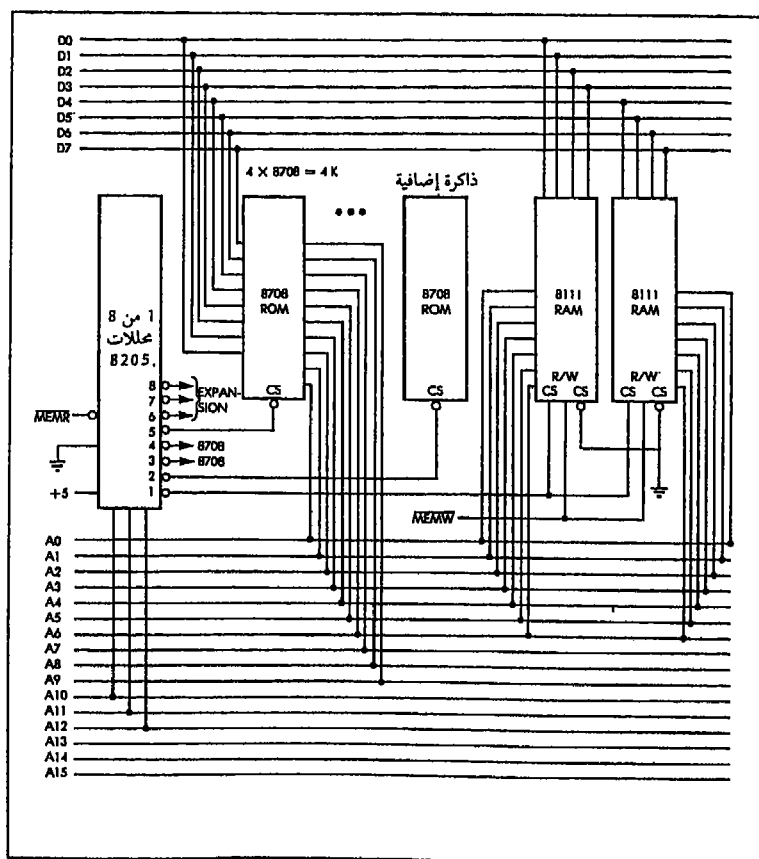 D0
D1
D2
D3
D4
D5
D6
D7
4 X 8708 = 4 K
ذاكرة إضافية
•••
1 من 8
محللات
8205.
8708
ROM
8708
ROM
8111
RAM
8111
RAM
R/W
R/W
CS
CS
CS
CS
CS
CS
8
7
6
5
4
3
2
1
EXPAN-
SION
8708
8708
MEMR
+5
MEMW
A0
A1
A2
A3
A4
A5
A6
A7
A8
A9
A10
A11
A12
A13
A14
A15